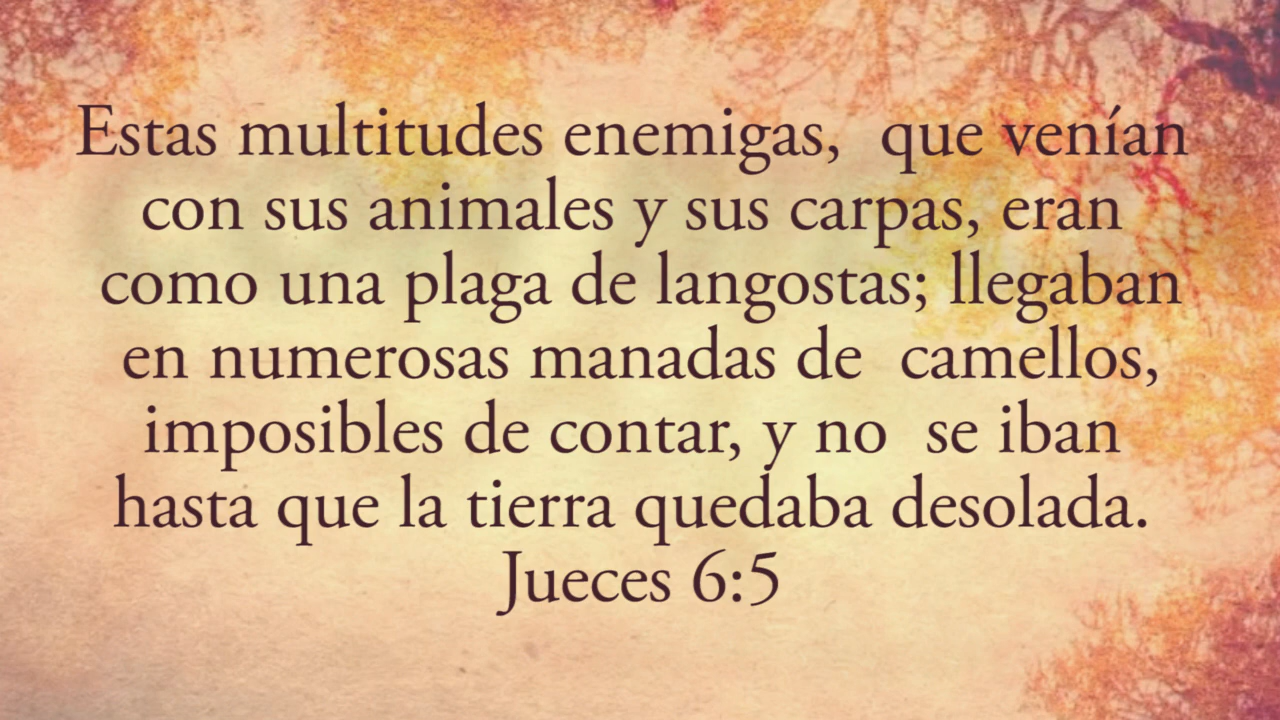 Estas multitudes enemigas,  que venían
con sus animales y sus carpas, eran
como una plaga de langostas; llegaban
en numerosas manadas de  camellos,
imposibles de contar, y no  se iban
hasta que la tierra quedaba desolada.
Jueces 6:5